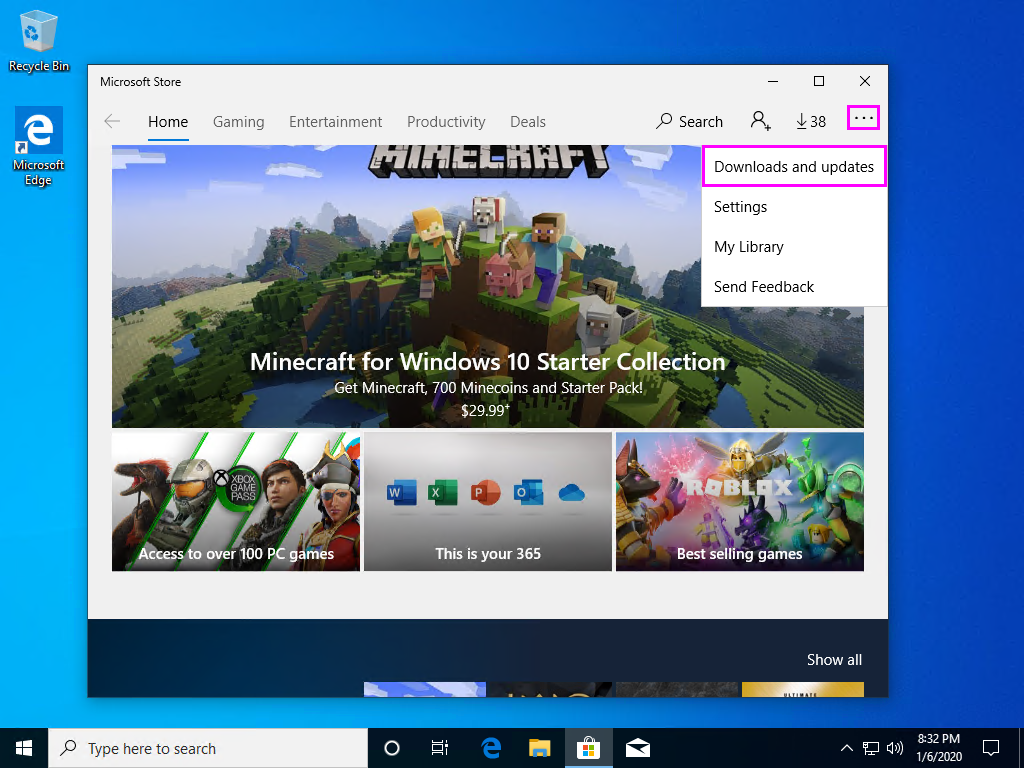 Recycle Bin
Microsoft
Edge
Microsoft Store
Home Gaming Entertainment Productivity Deals Search 38 ...
MINECRAFT
Downloads and updates
Settings
My Library
Send Feedback
Minecraft for Windows 10 Starter Collection
Get Minecraft, 700 Minecoins and Starter Pack!
$29.99+
XBOX
GAME
PASS
Access to over 100 PC games
W X P O
This is your 365
ROBLOX
Best selling games
Show all
ULTIMATE
Type here to search
8:32 PM
1/6/2020